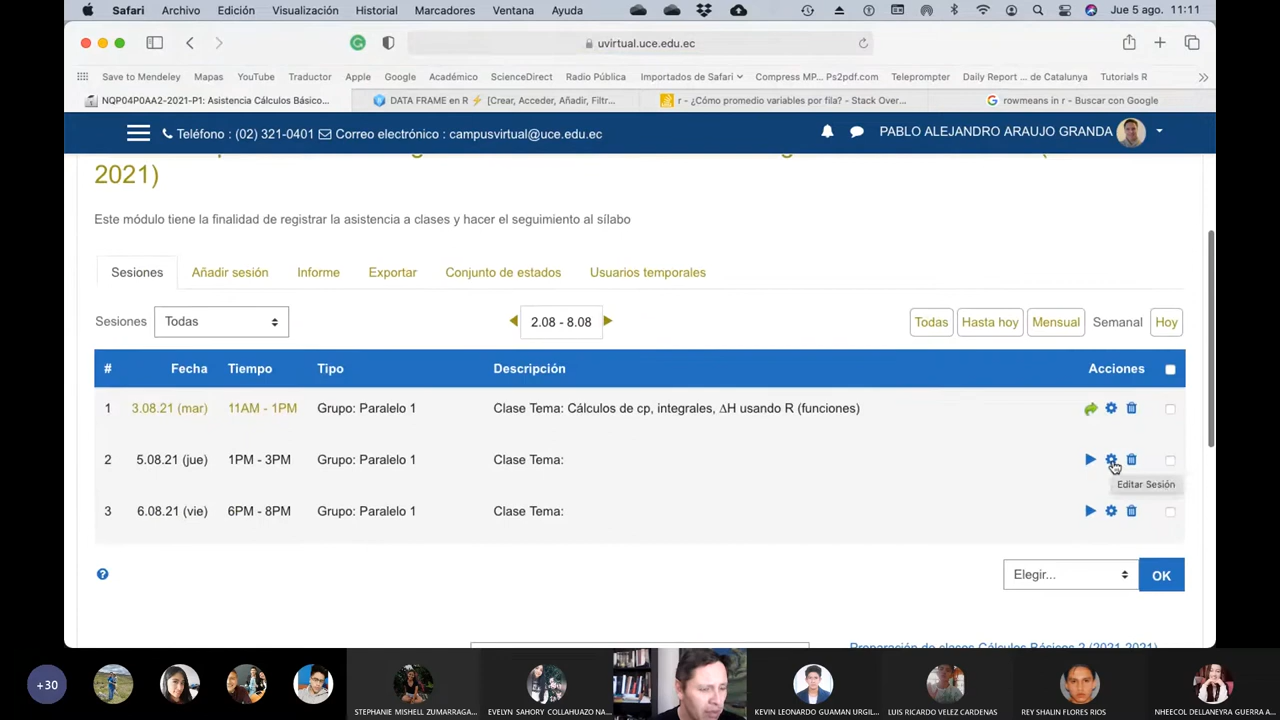 Safari Archivo Edición Visualización Historial Marcadores Ventana Ayuda Jue 5 ago. 11:11
uvirtual.uce.edu.ec
Save to Mendeley Mapas YouTube Traductor Apple Google Académico ScienceDirect Radio Pública Importados de Safari Compress MP... Ps2pdf.com Teleprompter Daily Report ... de Catalunya Tutorials R
NQP04P0AA2-2021-P1: Asistencia Cálculos Básico... DATA FRAME en R ⚡ [Crear, Acceder, Añadir, Filtr... r - ¿Cómo promedio variables por fila? - Stack Over... rowmeans in r - Buscar con Google
Teléfono : (02) 321-0401 Correo electrónico : campusvirtual@uce.edu.ec PABLO ALEJANDRO ARAUJO GRANDA
2021)
Este módulo tiene la finalidad de registrar la asistencia a clases y hacer el seguimiento al sílabo
Sesiones Añadir sesión Informe Exportar Conjunto de estados Usuarios temporales
Sesiones Todas 2.08 - 8.08 Todas Hasta hoy Mensual Semanal Hoy
# Fecha Tiempo Tipo Descripción Acciones
1 3.08.21 (mar) 11AM - 1PM Grupo: Paralelo 1 Clase Tema: Cálculos de cp, integrales, ΔH usando R (funciones)
2 5.08.21 (jue) 1PM - 3PM Grupo: Paralelo 1 Clase Tema:
Editar Sesión
3 6.08.21 (vie) 6PM - 8PM Grupo: Paralelo 1 Clase Tema:
Elegir... OK
Preparación de clases Cálculos Básicos 2 (2021-2021)
+30
STEPHANIE MISHELL ZUMARRAGA... EVELYN SAHORY COLLAHUAZO NA... KEVIN LEONARDO GUAMAN URGIL... LUIS RICARDO VELEZ CARDENAS REY SHALIN FLORES RIOS NHEECOL DELLANEYRA GUERRA A...